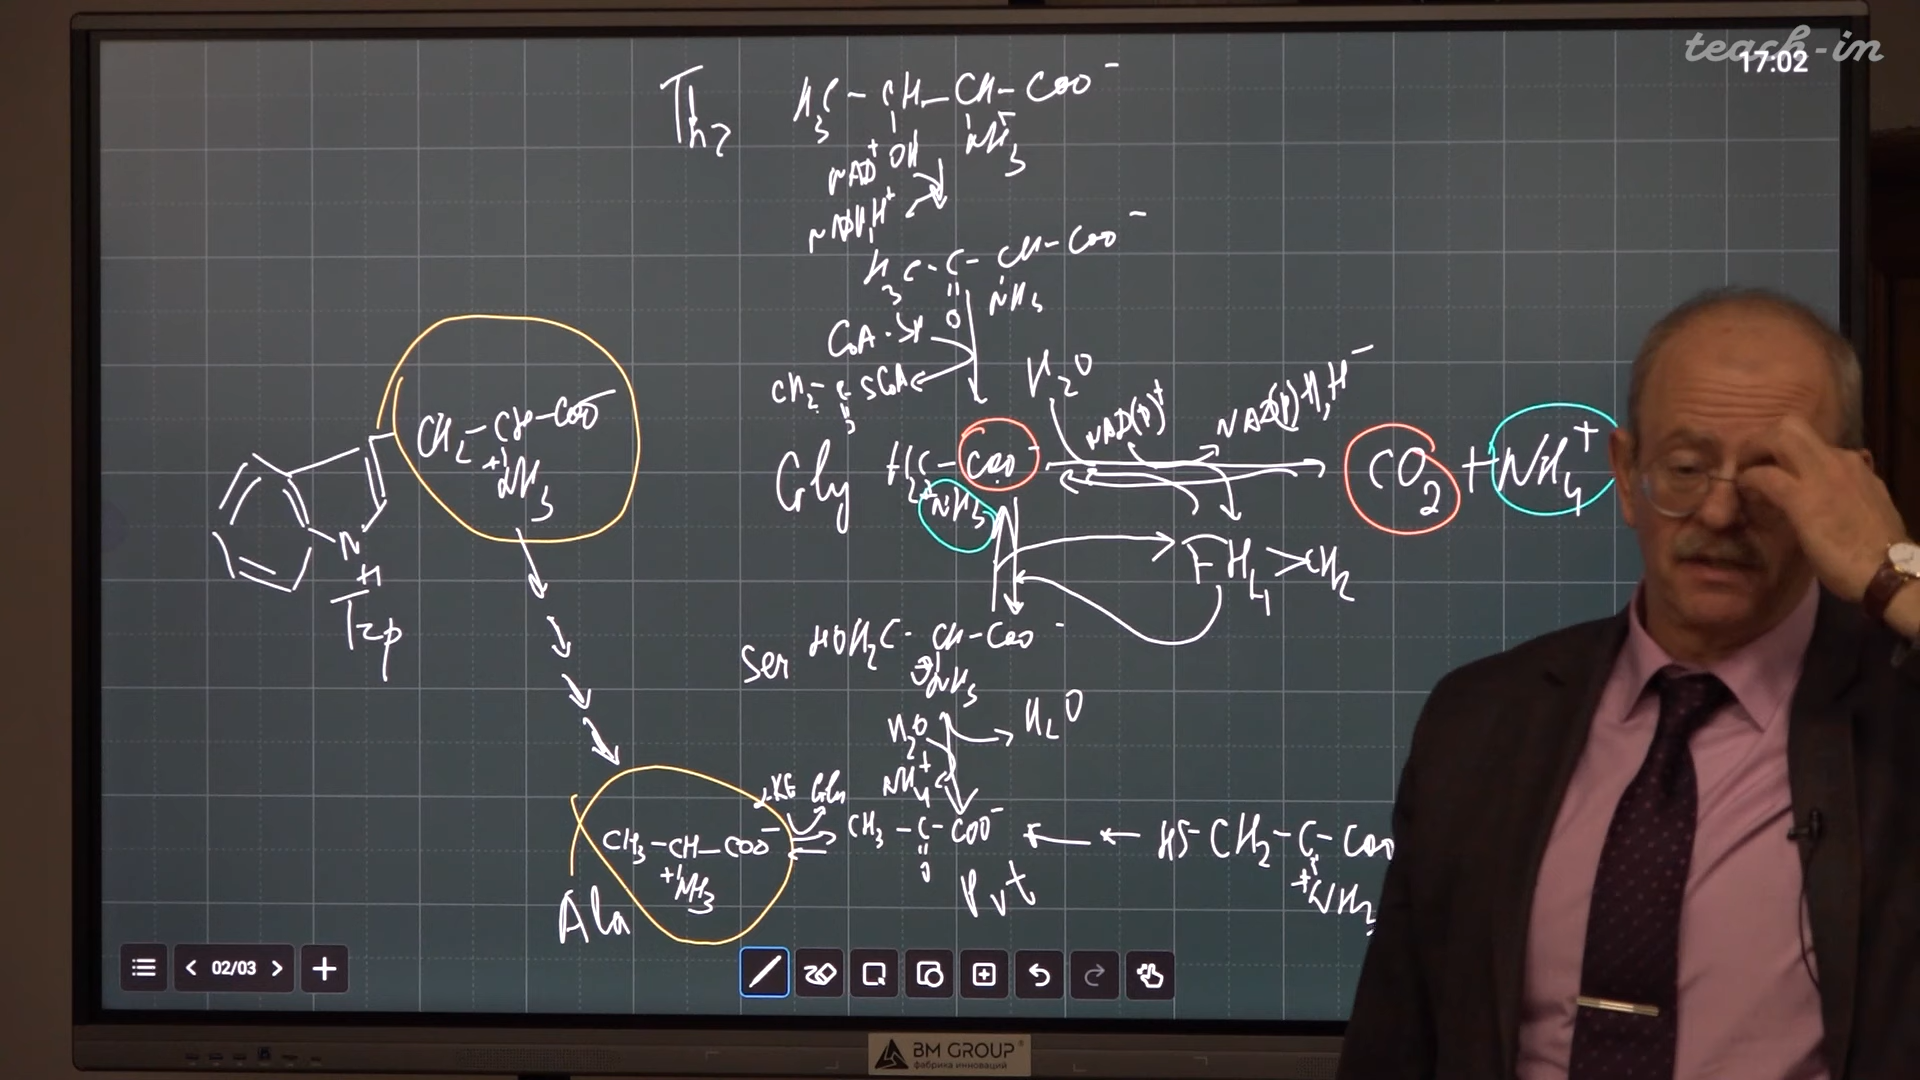 teach-in
17:02
Thr H₃C-CH-CH-COO⁻
OH NH₃
NAD⁺
NADH,H⁺
H₃C-C-CH-COO⁻
O NH₃
CoA-SH
SCoA
H₂O
NAD(P)⁺
NAD(P)H,H⁺
CH₂-CH-COO⁻
⁺NH₃
N
H
Trp
Gly H₂C-COO⁻
⁺NH₃
CO₂ + NH₄⁺
FH₄>CH₂
Ser HOH₂C-CH-COO⁻
NH₃
H₂O
H₂O
NH₄⁺
α-KG Glu
CH₃-CH-COO⁻
⁺NH₃
Ala
CH₃-C-COO⁻
O
Pvt
HS-CH₂-C-COO
⁺NH₃
02/03
BM GROUP
фабрика инноваций